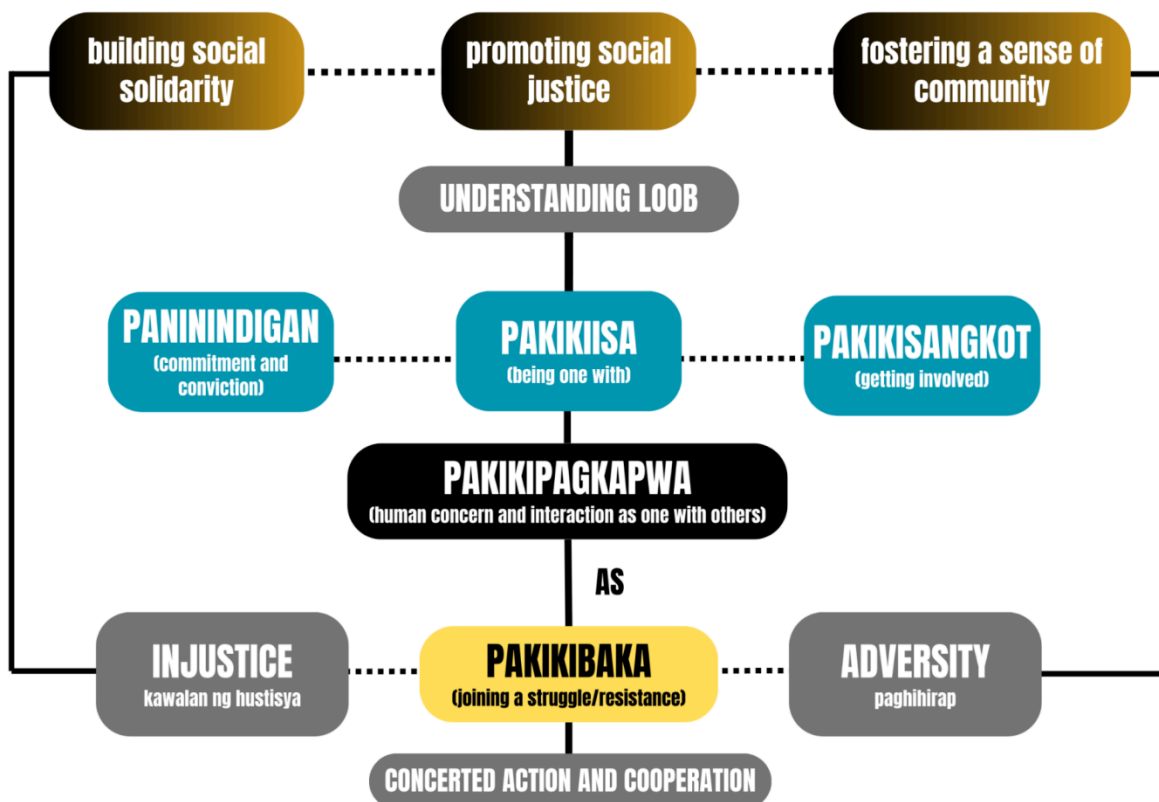 building social
solidarity
promoting social
justice
fostering a sense of
community
UNDERSTANDING LOOB
PANININDIGAN
(commitment and
conviction)
PAKIKIISA
(being one with)
PAKIKISANGKOT
(getting involved)
PAKIKIPAGKAPWA
(human concern and interaction as one with others)
AS
INJUSTICE
kawalan ng hustisya
PAKIKIBAKA
(joining a struggle/resistance)
ADVERSITY
paghihirap
CONCERTED ACTION AND COOPERATION